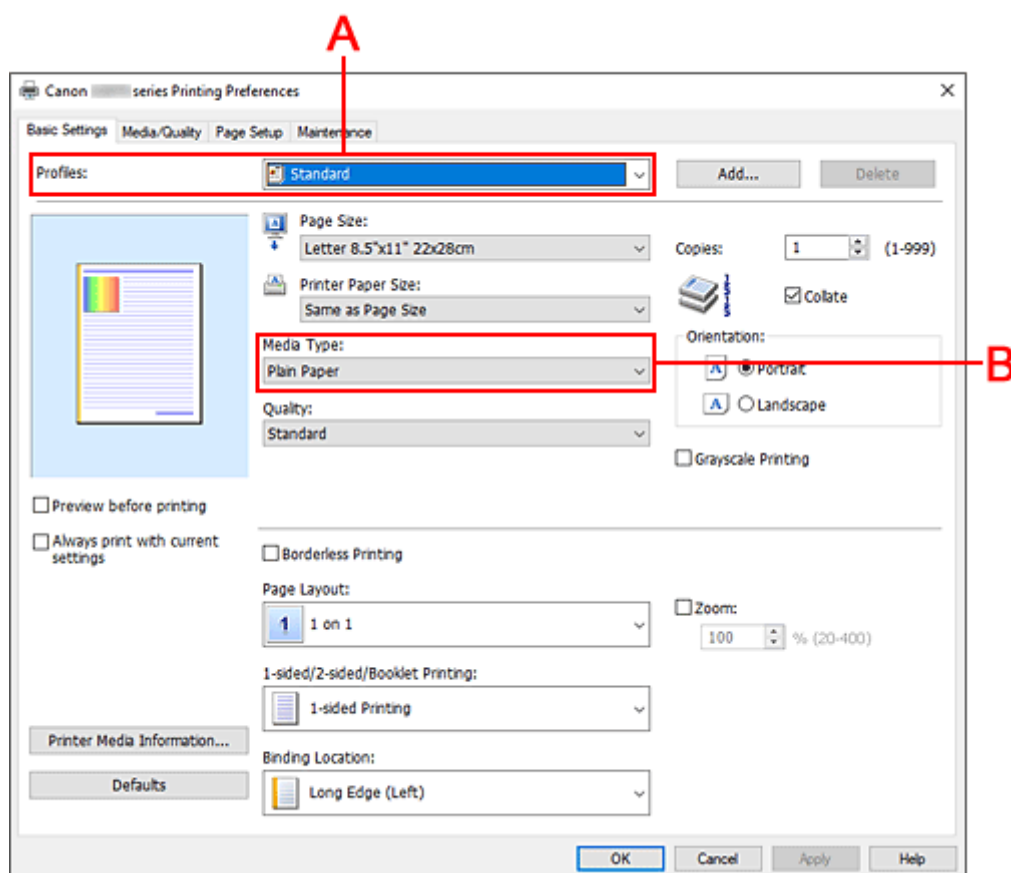 A
Canon series Printing Preferences
Basic Settings Media/Quality Page Setup Maintenance
Profiles: Standard Add... Delete
Page Size:
Letter 8.5"x11" 22x28cm
Copies: 1 (1-999)
Printer Paper Size:
Same as Page Size
Collate
Media Type:
Plain Paper
Orientation:
Portrait
Landscape
B
Quality:
Standard
Grayscale Printing
Preview before printing
Always print with current
settings
Borderless Printing
Page Layout:
1 1 on 1
Zoom:
100 % (20-400)
1-sided/2-sided/Booklet Printing:
1-sided Printing
Printer Media Information...
Defaults
Binding Location:
Long Edge (Left)
OK Cancel Apply Help